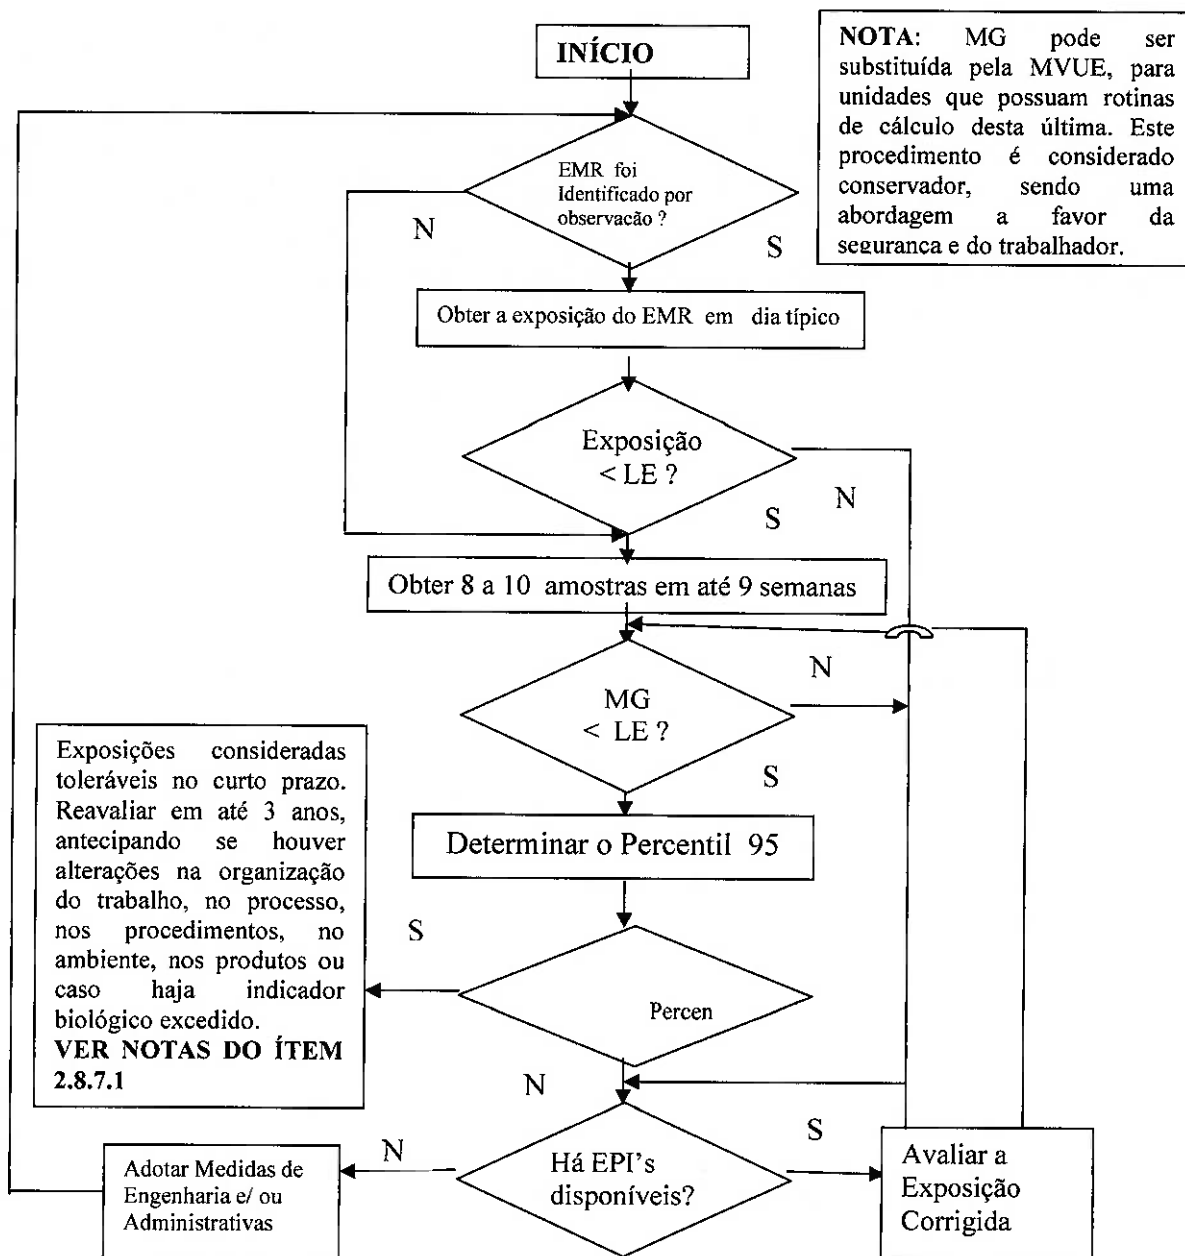 INÍCIO
NOTA: MG pode ser
substituída pela MVUE, para
unidades que possuam rotinas
de cálculo desta última. Este
procedimento é considerado
conservador, sendo uma
abordagem a favor da
segurança e do trabalhador.
EMR foi
Identificado por
observacão ?
N
S
Obter a exposição do EMR em dia típico
Exposição
< LE ?
N
S
Obter 8 a 10 amostras em até 9 semanas
MG
< LE ?
N
S
Determinar o Percentil 95
Exposições consideradas
toleráveis no curto prazo.
Reavaliar em até 3 anos,
antecipando se houver
alterações na organização
do trabalho, no processo,
nos procedimentos, no
ambiente, nos produtos ou
caso haja indicador
biológico excedido.
VER NOTAS DO ÍTEM
2.8.7.1
S
Percen
N
Há EPI's
disponíveis?
N
S
Adotar Medidas de
Engenharia e/ ou
Administrativas
Avaliar a
Exposição
Corrigida